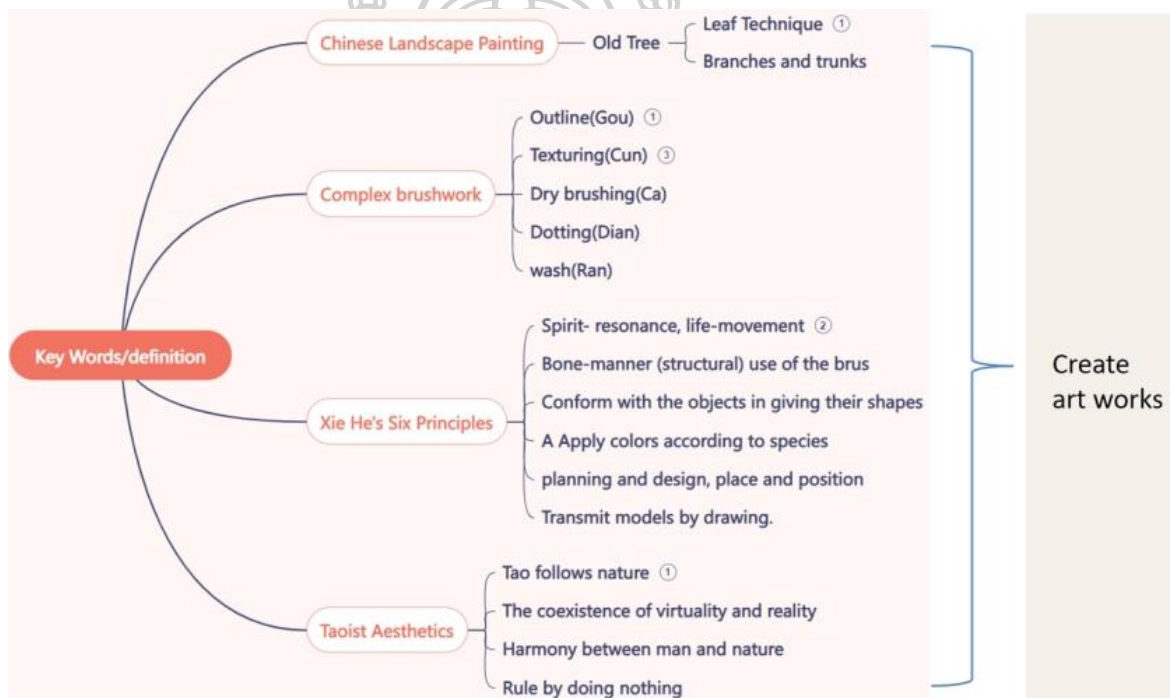 Chinese Landscape Painting
Old Tree
Leaf Technique ①
Branches and trunks
Complex brushwork
Outline(Gou) ①
Texturing(Cun) ③
Dry brushing(Ca)
Dotting(Dian)
wash(Ran)
Key Words/definition
Xie He's Six Principles
Spirit- resonance, life-movement ②
Bone-manner (structural) use of the brus
Conform with the objects in giving their shapes
A Apply colors according to species
planning and design, place and position
Transmit models by drawing.
Taoist Aesthetics
Tao follows nature ①
The coexistence of virtuality and reality
Harmony between man and nature
Rule by doing nothing
Create
art works